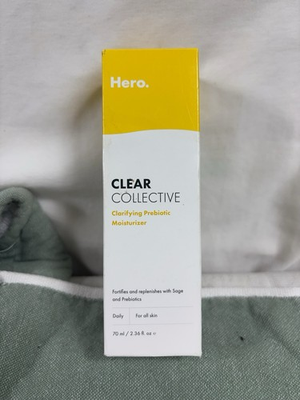 Hero.
CLEAR
COLLECTIVE
Clarifying Prebiotic
Moisturizer
Fortifies and replenishes with Sage
and Prebiotics
Daily
For all skin
70 ml / 2.36 fl. oz e